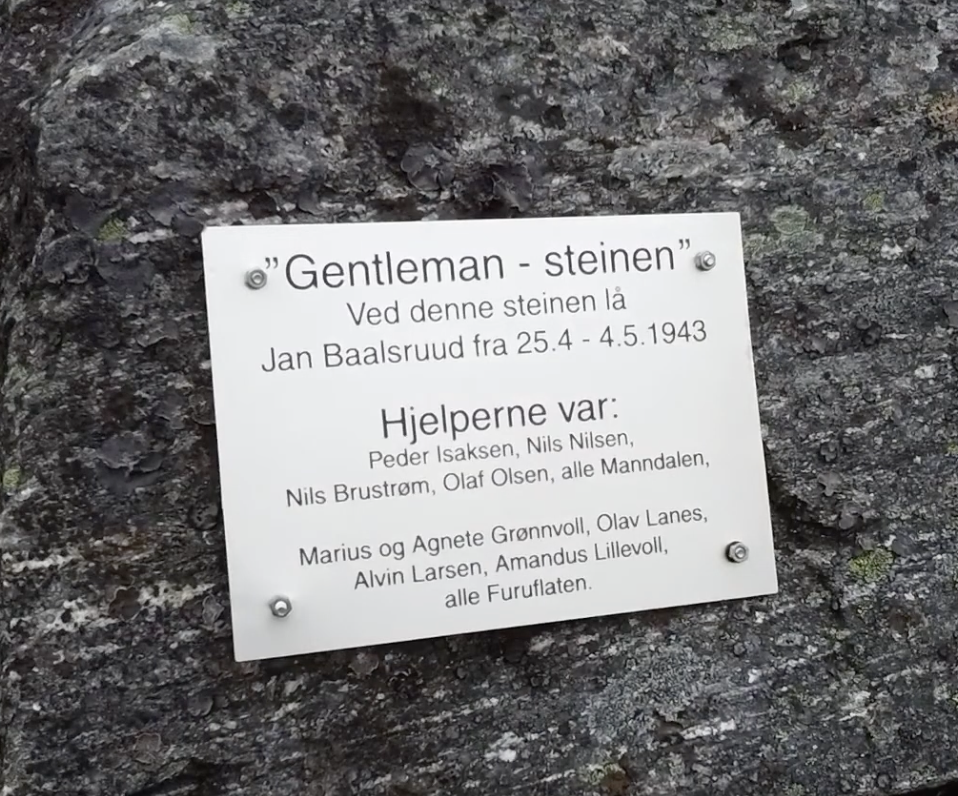 ”Gentleman - steinen”
Ved denne steinen lå
Jan Baalsruud fra 25.4 - 4.5.1943
Hjelperne var:
Peder Isaksen, Nils Nilsen,
Nils Brustrøm, Olaf Olsen, alle Manndalen,
Marius og Agnete Grønnvoll, Olav Lanes,
Alvin Larsen, Amandus Lillevoll,
alle Furuflaten.